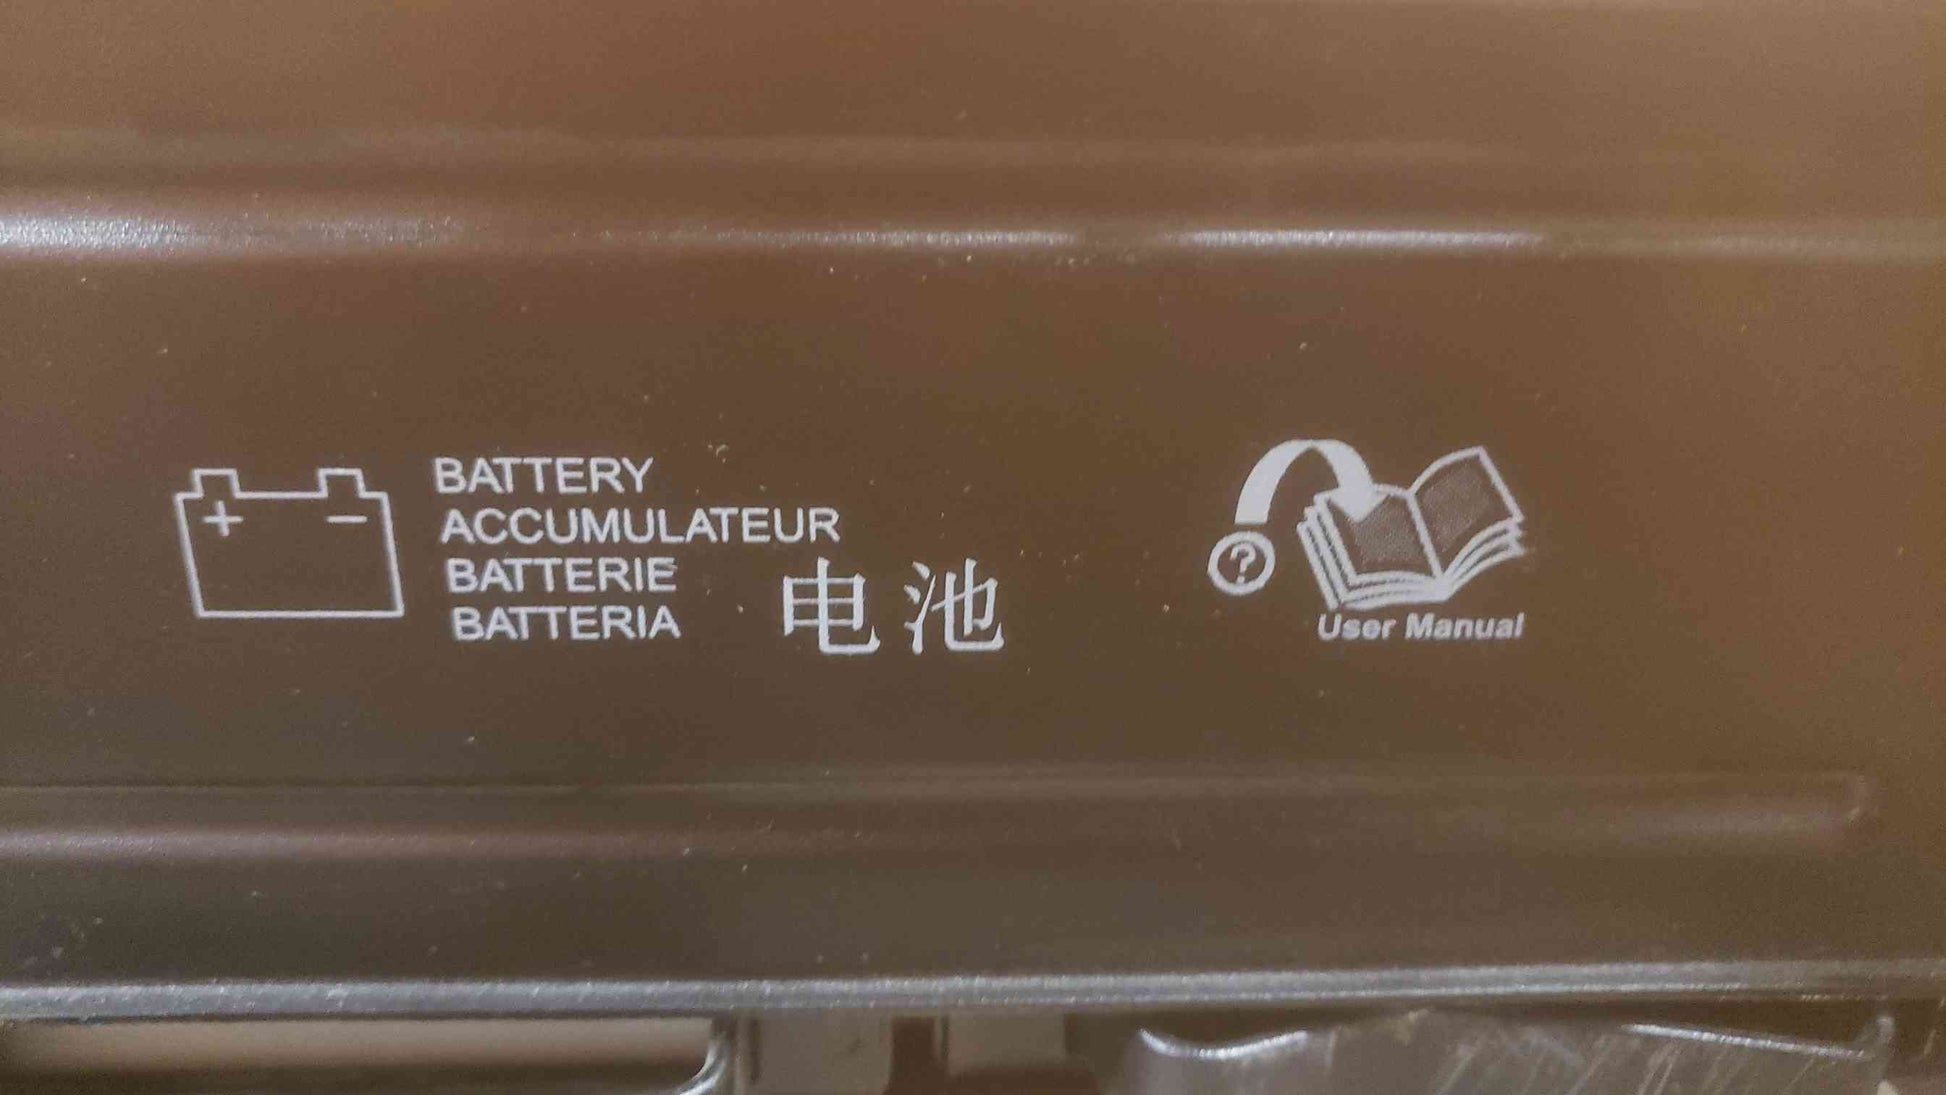 BATTERY
ACCUMULATEUR
BATTERIE
BATTERIA
电池
+ −
?
User Manual